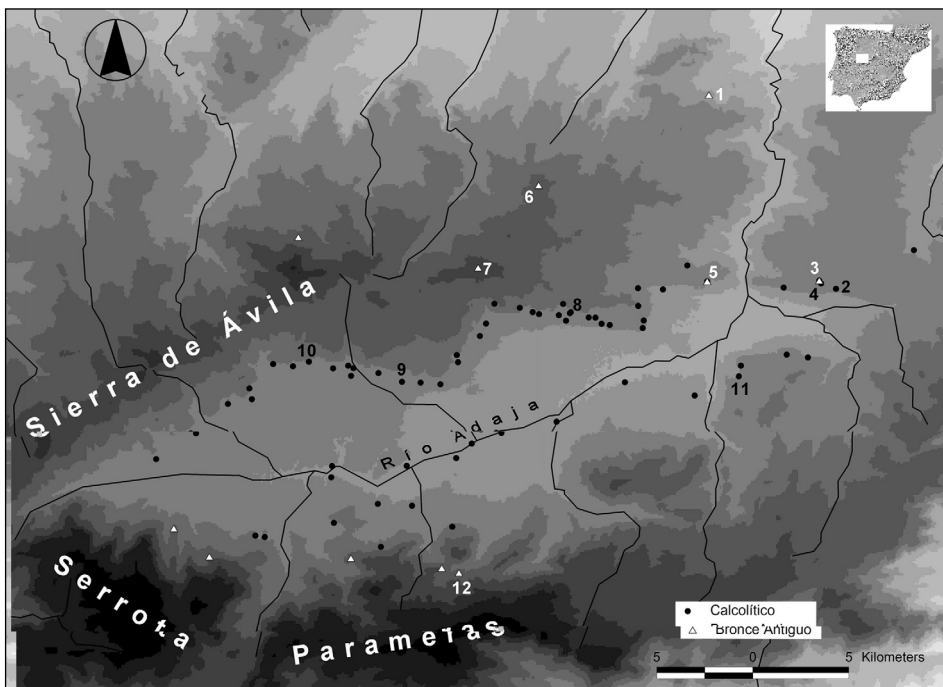 1
6
7
5
3
4
2
8
10
9
11
Sierra de Ávila
Río Adaja
Serrota
Parameras
12
Calcolítico
Bronce Antiguo
5 0 5 Kilometers